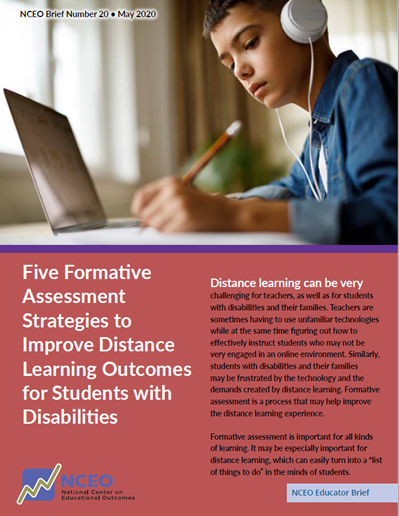 NCEO Brief Number 20 • May 2020
Five Formative
Assessment
Strategies to
Improve Distance
Learning Outcomes
for Students with
Disabilities
Distance learning can be very
challenging for teachers, as well as for students
with disabilities and their families. Teachers are
sometimes having to use unfamiliar technologies
while at the same time figuring out how to
effectively instruct students who may not be
very engaged in an online environment. Similarly,
students with disabilities and their families
may be frustrated by the technology and the
demands created by distance learning. Formative
assessment is a process that may help improve
the distance learning experience.
Formative assessment is important for all kinds
of learning. It may be especially important for
distance learning, which can easily turn into a “list
of things to do” in the minds of students.
NCEO
National Center on
Educational Outcomes
NCEO Educator Brief